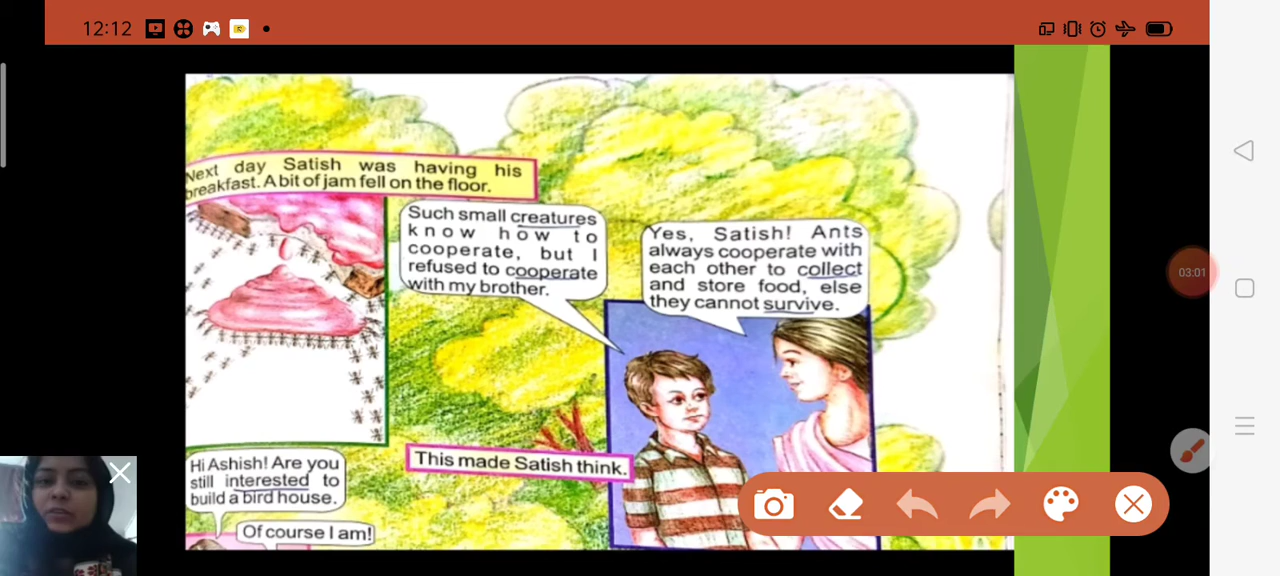 12:12
Next day Satish was having his
breakfast. A bit of jam fell on the floor.
Such small creatures
know how to
cooperate, but I
refused to cooperate
with my brother.
Yes, Satish! Ants
always cooperate with
each other to collect
and store food, else
they cannot survive.
03:01
This made Satish think.
Hi Ashish! Are you
still interested to
build a bird house.
Of course I am!